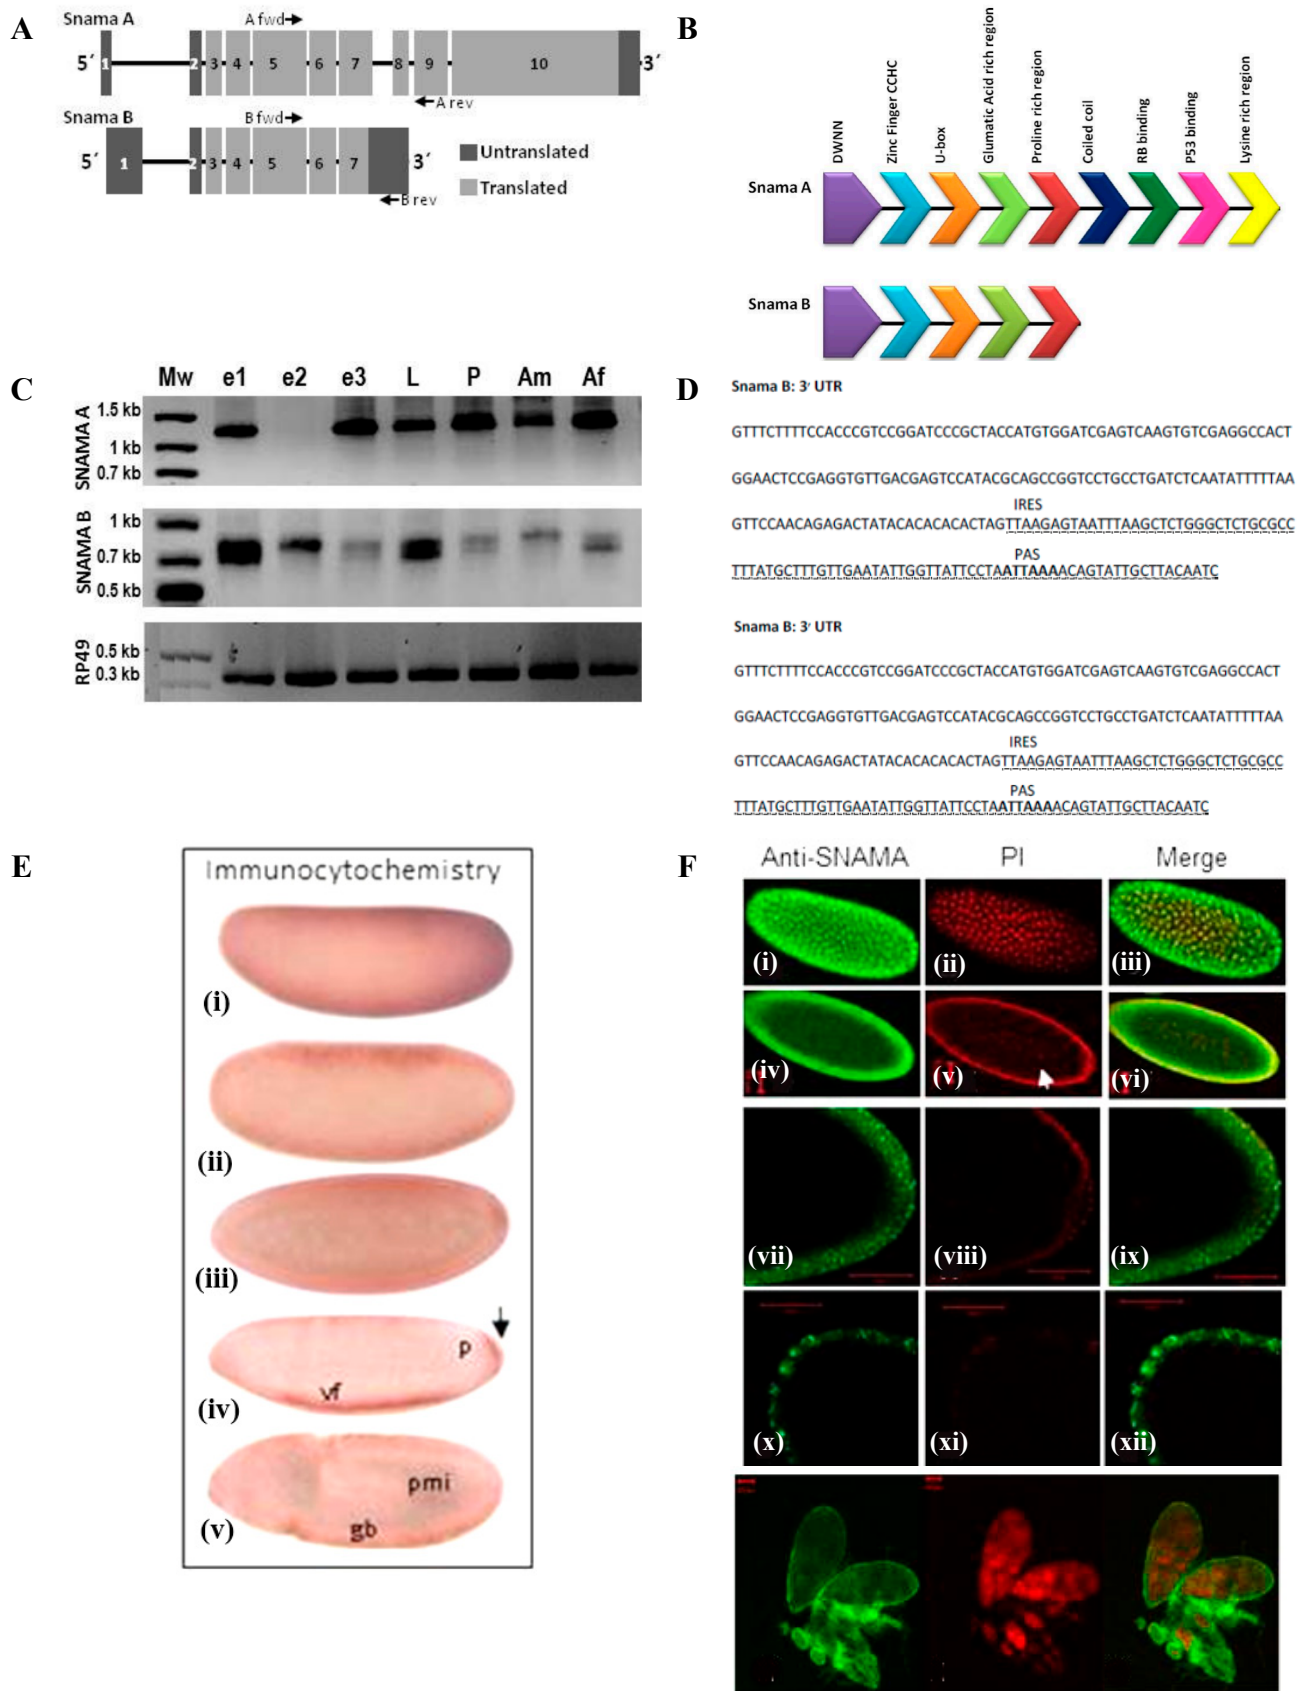 A
Snama A
A fwd
5´ 1 2 3 4 5 6 7 8 9 10 3´
A rev
Snama B
B fwd
5´ 1 2 3 4 5 6 7 3´
B rev
Untranslated
Translated
B
DWNN
Zinc Finger CCHC
U-box
Glumatic Acid rich region
Proline rich region
Coiled coil
RB binding
P53 binding
Lysine rich region
Snama A
Snama B
C
Mw e1 e2 e3 L P Am Af
SNAMA A
1.5 kb
1 kb
0.7 kb
SNAMA B
1 kb
0.7 kb
0.5 kb
RP49
0.5 kb
0.3 kb
D
Snama B: 3′ UTR
GTTTCTTTTCCACCCGTCCGGATCCCGCTACCATGTGGATCGAGTCAAGTGTCGAGGCCACT
GGAACTCCGAGGTGTTGACGAGTCCATACGCAGCCGGTCCTGCCTGATCTCAATATTTTTAA
IRES
GTTCCAACAGAGACTATACACACACACTAGTTAAGAGTAATTTAAGCTCTGGGCTCTGCGCC
PAS
TTTATGCTTTGTTGAATATTGGTTATTCCTAATTAAAACAGTATTGCTTACAATC
Snama B: 3′ UTR
GTTTCTTTTCCACCCGTCCGGATCCCGCTACCATGTGGATCGAGTCAAGTGTCGAGGCCACT
GGAACTCCGAGGTGTTGACGAGTCCATACGCAGCCGGTCCTGCCTGATCTCAATATTTTTAA
IRES
GTTCCAACAGAGACTATACACACACACTAGTTAAGAGTAATTTAAGCTCTGGGCTCTGCGCC
PAS
TTTATGCTTTGTTGAATATTGGTTATTCCTAATTAAAACAGTATTGCTTACAATC
E
Immunocytochemistry
(i)
(ii)
(iii)
p
vf
(iv)
pmi
gb
(v)
F
Anti-SNAMA PI Merge
(i) (ii) (iii)
(iv) (v) (vi)
(vii) (viii) (ix)
(x) (xi) (xii)